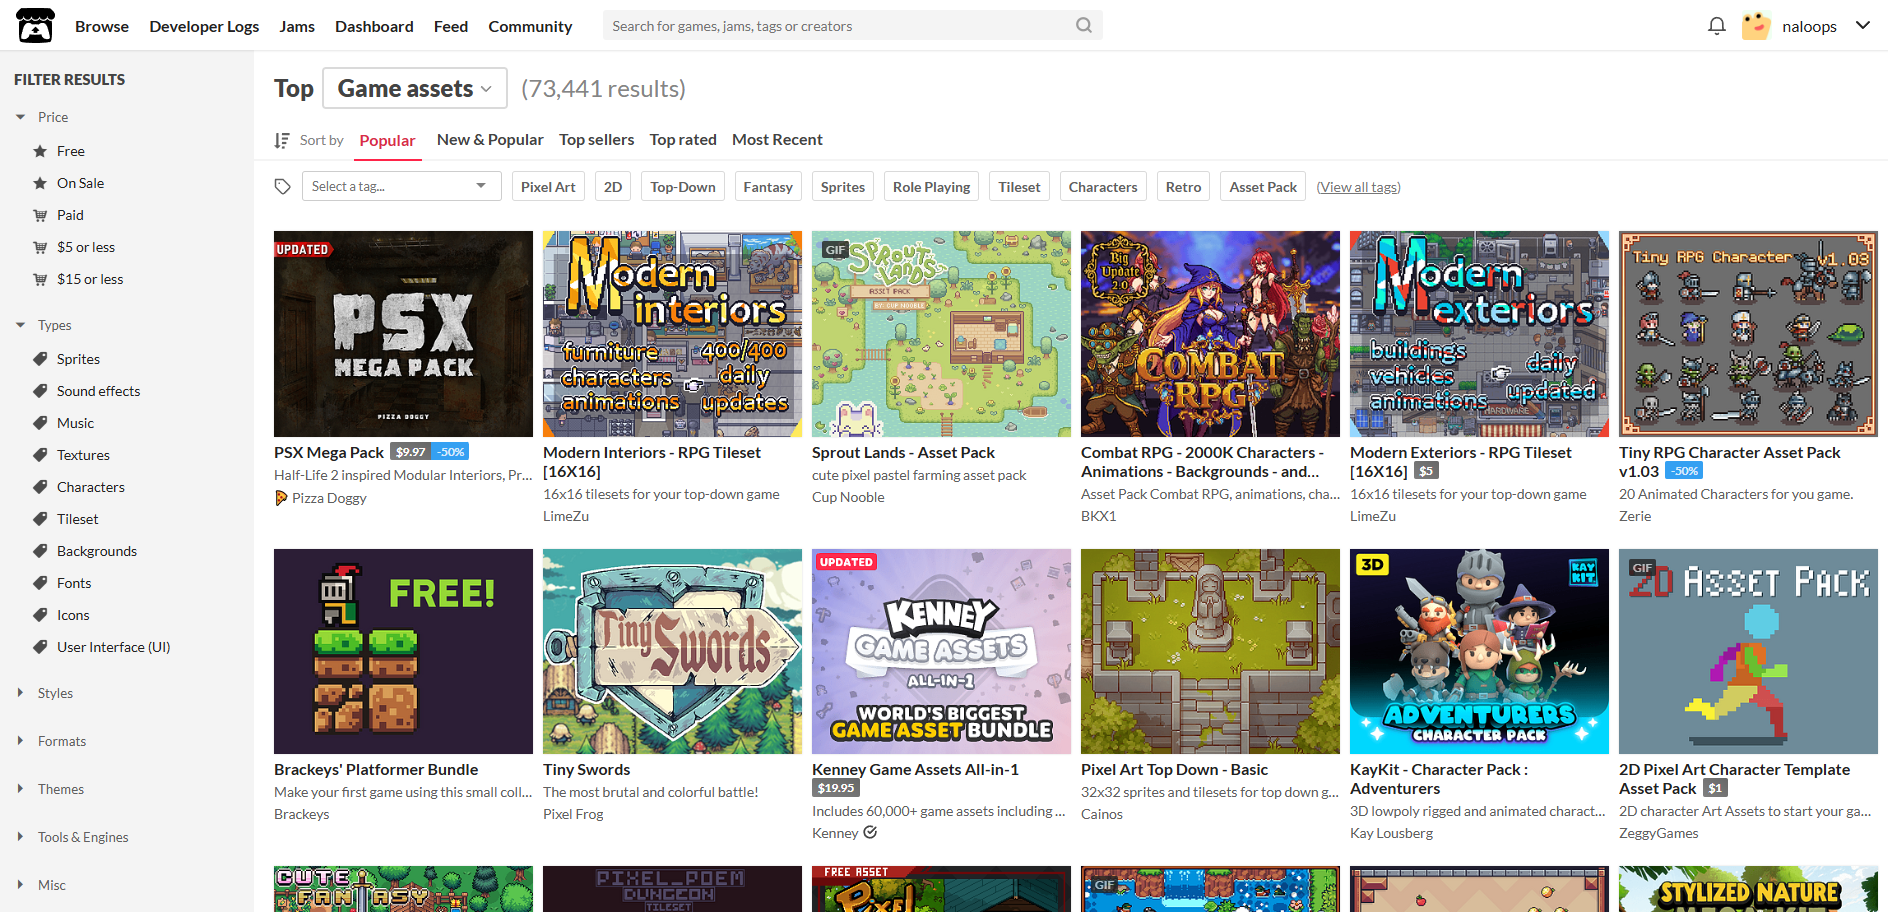 Browse Developer Logs Jams Dashboard Feed Community Search for games, jams, tags or creators naloops
FILTER RESULTS
Price
Free
On Sale
Paid
$5 or less
$15 or less
Types
Sprites
Sound effects
Music
Textures
Characters
Tileset
Backgrounds
Fonts
Icons
User Interface (UI)
Styles
Formats
Themes
Tools & Engines
Misc
Top Game assets (73,441 results)
Sort by Popular New & Popular Top sellers Top rated Most Recent
Select a tag... Pixel Art 2D Top-Down Fantasy Sprites Role Playing Tileset Characters Retro Asset Pack (View all tags)
UPDATED
PSX
MEGA PACK
PIZZA DOGGY
PSX Mega Pack $9.97 -50%
Half-Life 2 inspired Modular Interiors, Pr...
Pizza Doggy
Modern
interiors
furniture 400/400
characters daily
animations updates
Modern Interiors - RPG Tileset
[16X16]
16x16 tilesets for your top-down game
LimeZu
GIF
Sprout
Lands
ASSET PACK
BY: CUP NOOBLE
Sprout Lands - Asset Pack
cute pixel pastel farming asset pack
Cup Nooble
Big
Update
2.0
COMBAT
RPG
Combat RPG - 2000K Characters -
Animations - Backgrounds - and...
Asset Pack Combat RPG, animations, cha...
BKX1
Modern
exteriors
buildings
vehicles daily
animations updated
HARDWARE
Modern Exteriors - RPG Tileset
[16X16] $5
16x16 tilesets for your top-down game
LimeZu
Tiny RPG Character v1.03
Tiny RPG Character Asset Pack
v1.03 -50%
20 Animated Characters for you game.
Zerie
FREE!
Brackeys' Platformer Bundle
Make your first game using this small coll...
Brackeys
Tiny Swords
Tiny Swords
The most brutal and colorful battle!
Pixel Frog
UPDATED
KENNEY
GAME ASSETS
ALL-IN-1
WORLD'S BIGGEST
GAME ASSET BUNDLE
Kenney Game Assets All-in-1
$19.95
Includes 60,000+ game assets including ...
Kenney
Pixel Art Top Down - Basic
32x32 sprites and tilesets for top down g...
Cainos
3D KAY
KIT
ADVENTURERS
CHARACTER PACK
KayKit - Character Pack :
Adventurers
3D lowpoly rigged and animated charact...
Kay Lousberg
GIF
2D ASSET PACK
2D Pixel Art Character Template
Asset Pack $1
2D character Art Assets to start your ga...
ZeggyGames
CUTE
FANTASY
PIXEL_POEM
DUNGEON
TILESET
FREE ASSET
Pixel
GIF
STYLIZED NATURE